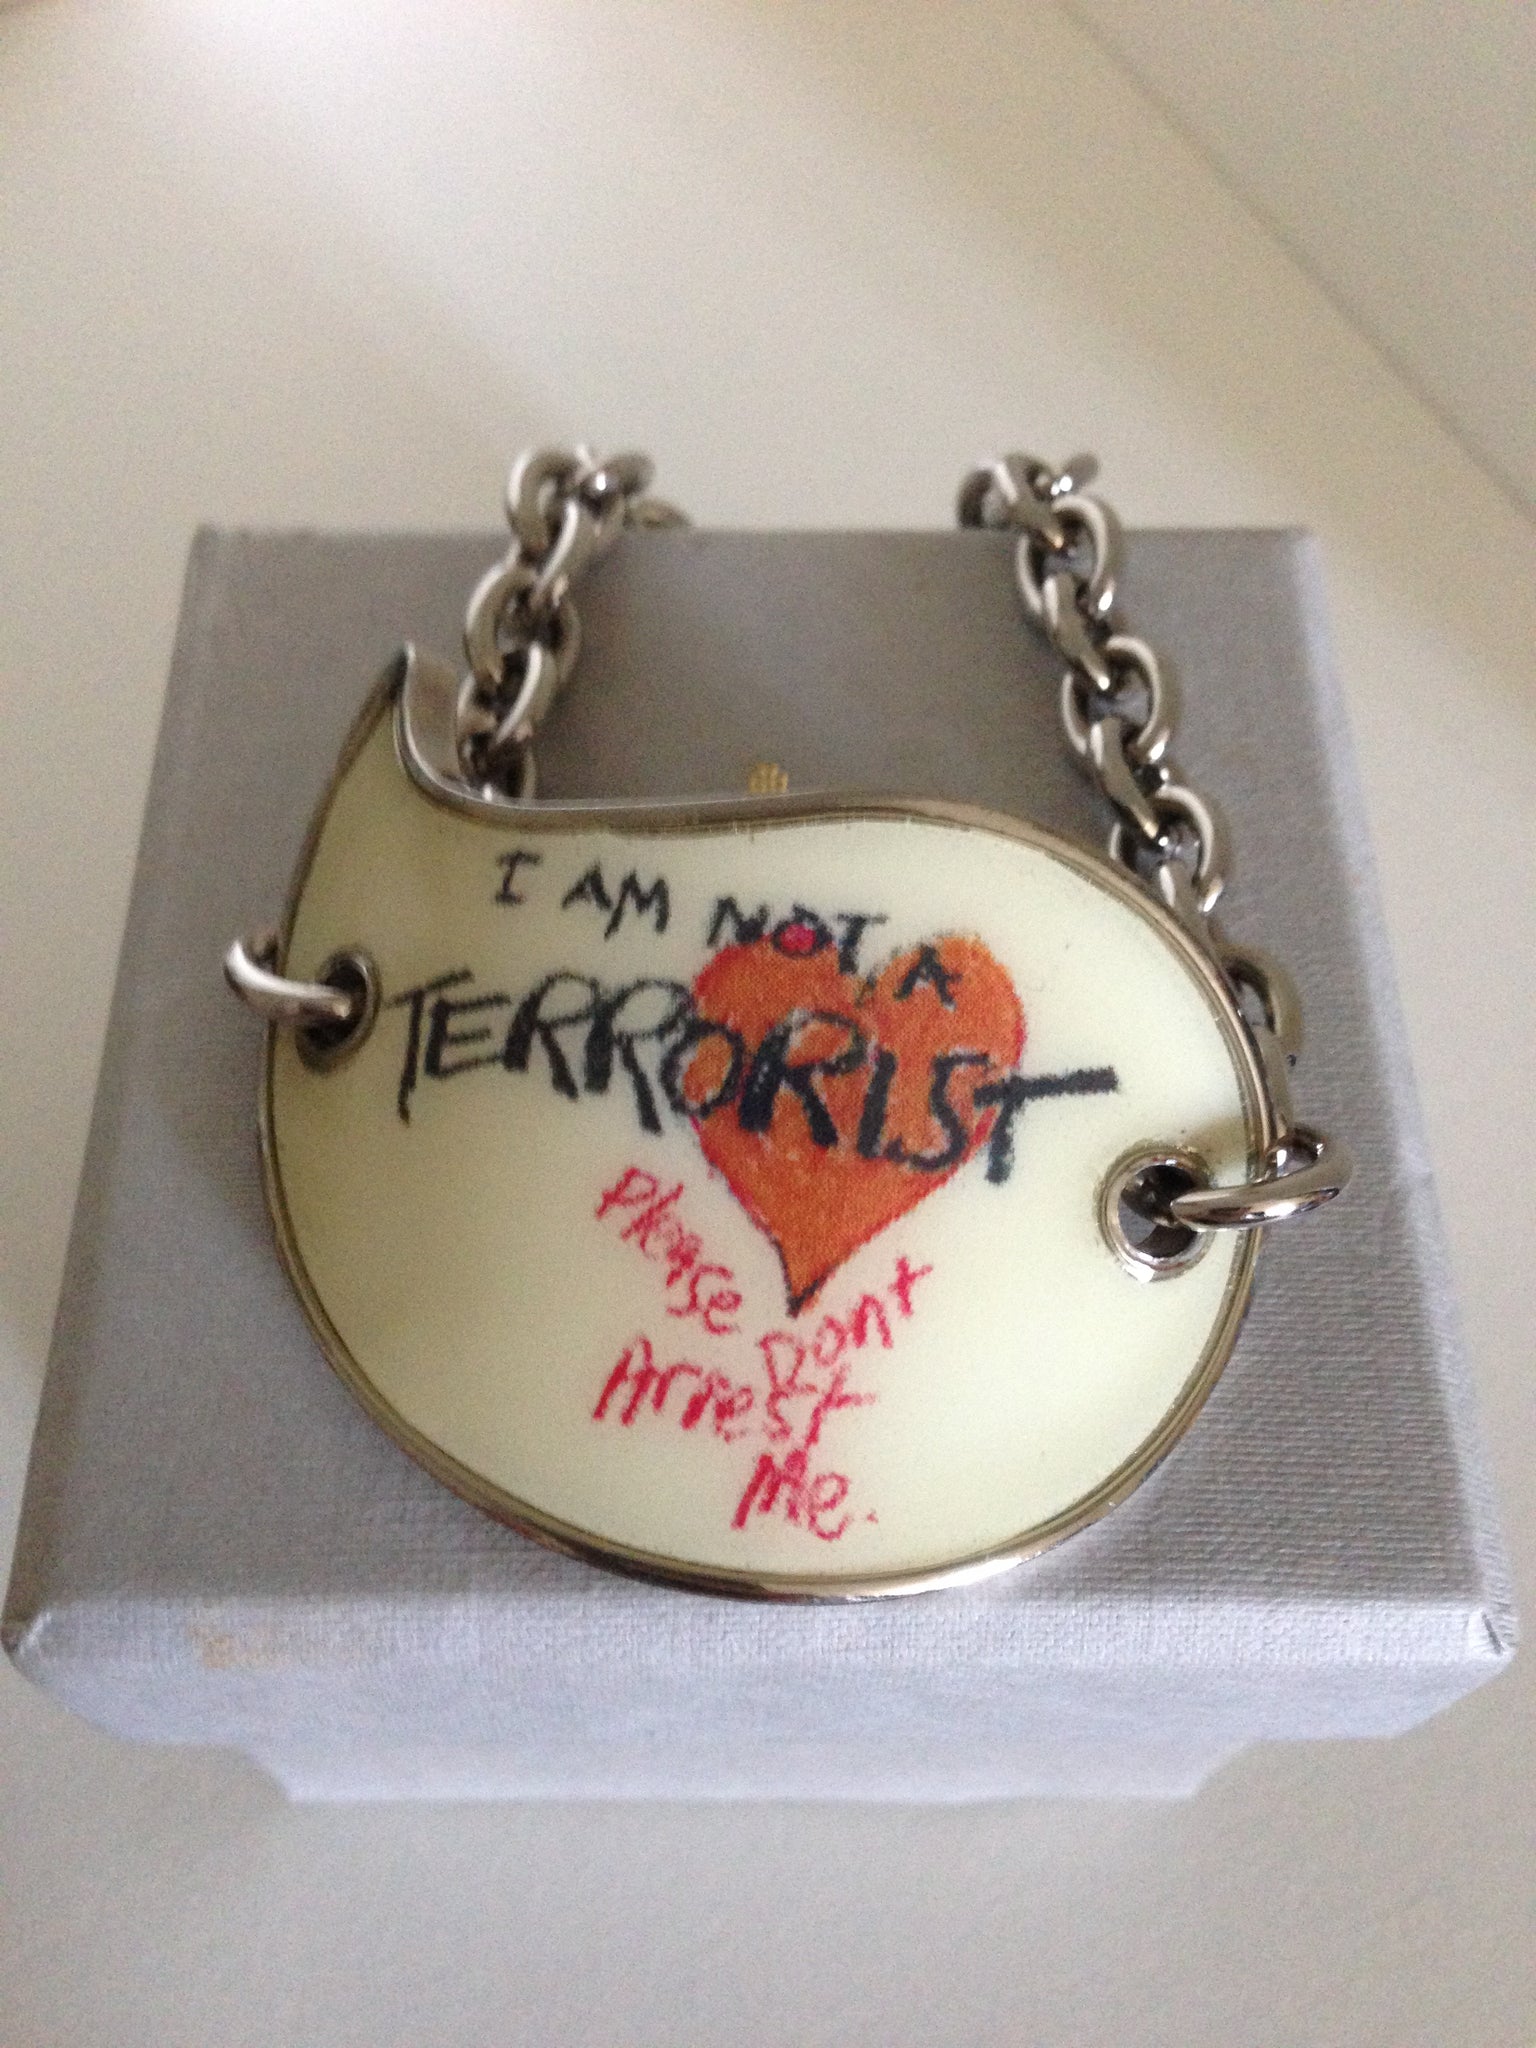 I AM NOT A
TERRORIST
Please Dont
Arrest
Me.